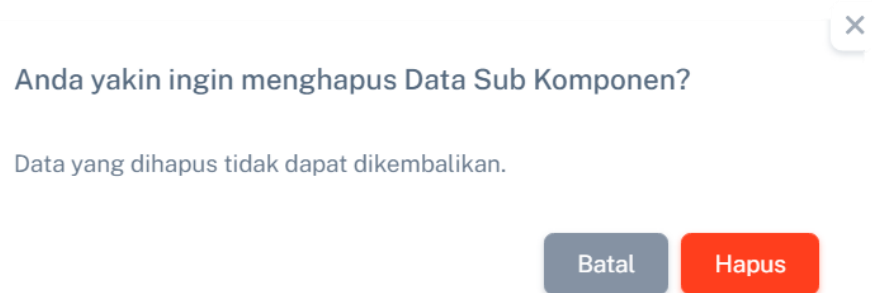 Anda yakin ingin menghapus Data Sub Komponen?
Data yang dihapus tidak dapat dikembalikan.
Batal
Hapus